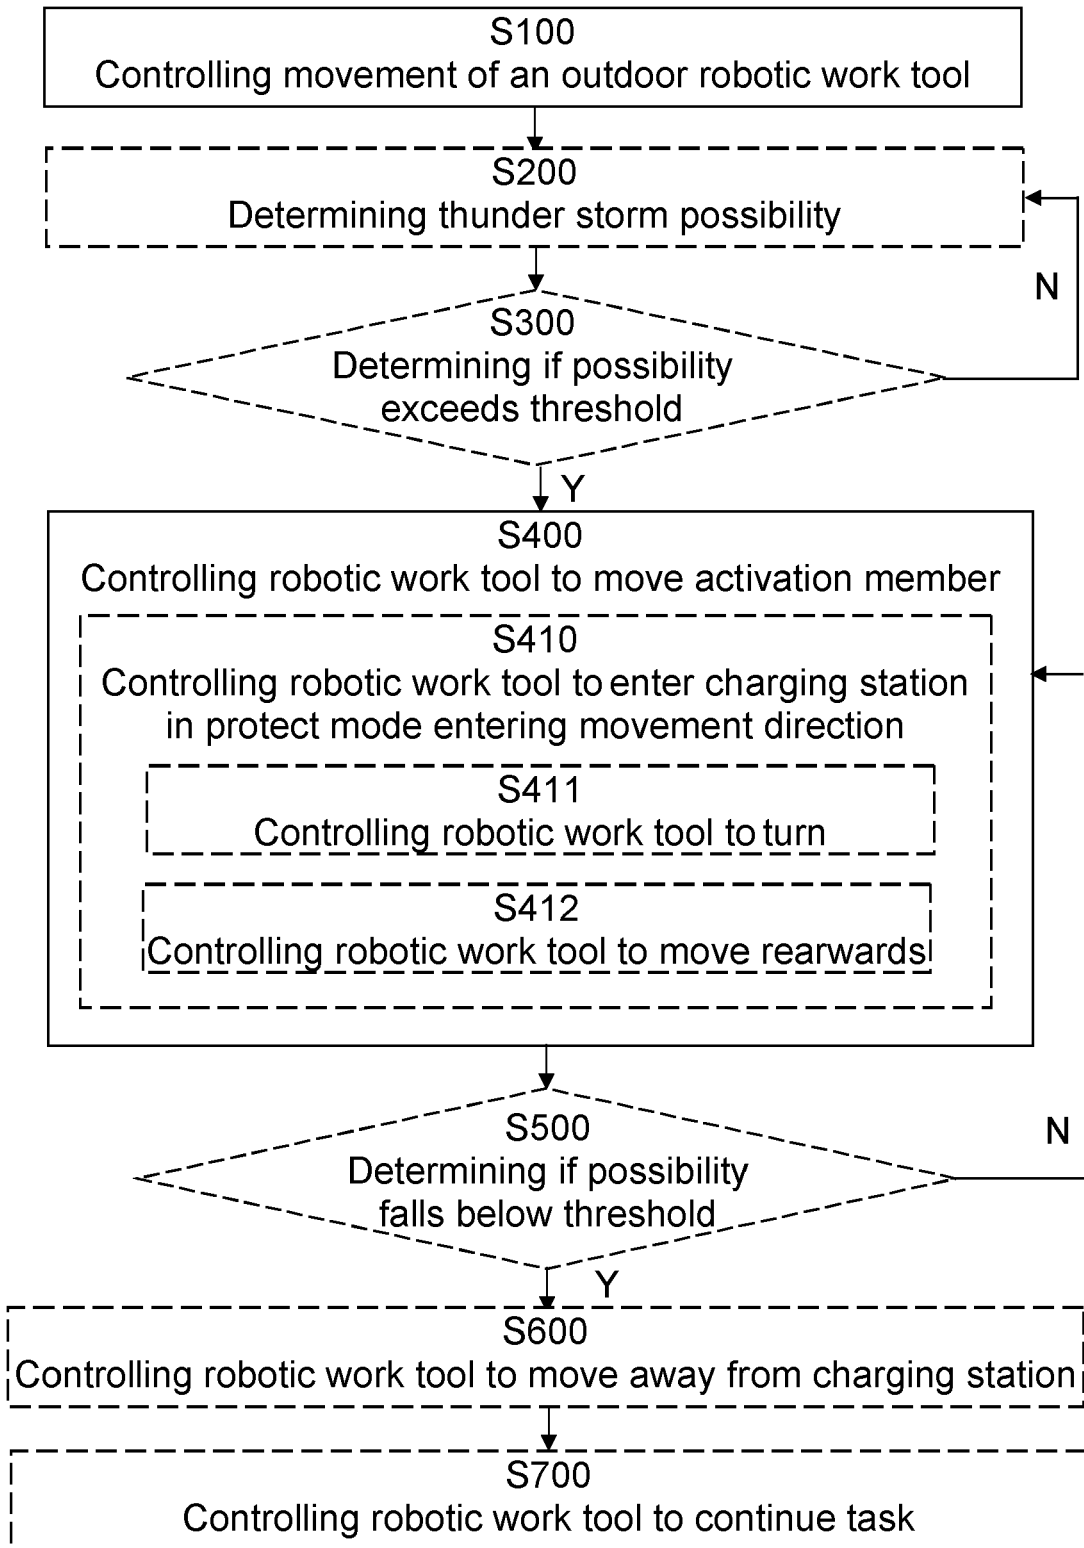 S100
Controlling movement of an outdoor robotic work tool
S200
Determining thunder storm possibility
N
S300
Determining if possibility
exceeds threshold
Y
S400
Controlling robotic work tool to move activation member
S410
Controlling robotic work tool to enter charging station
in protect mode entering movement direction
S411
Controlling robotic work tool to turn
S412
Controlling robotic work tool to move rearwards
S500
N
Determining if possibility
falls below threshold
Y
S600
Controlling robotic work tool to move away from charging station
S700
Controlling robotic work tool to continue task